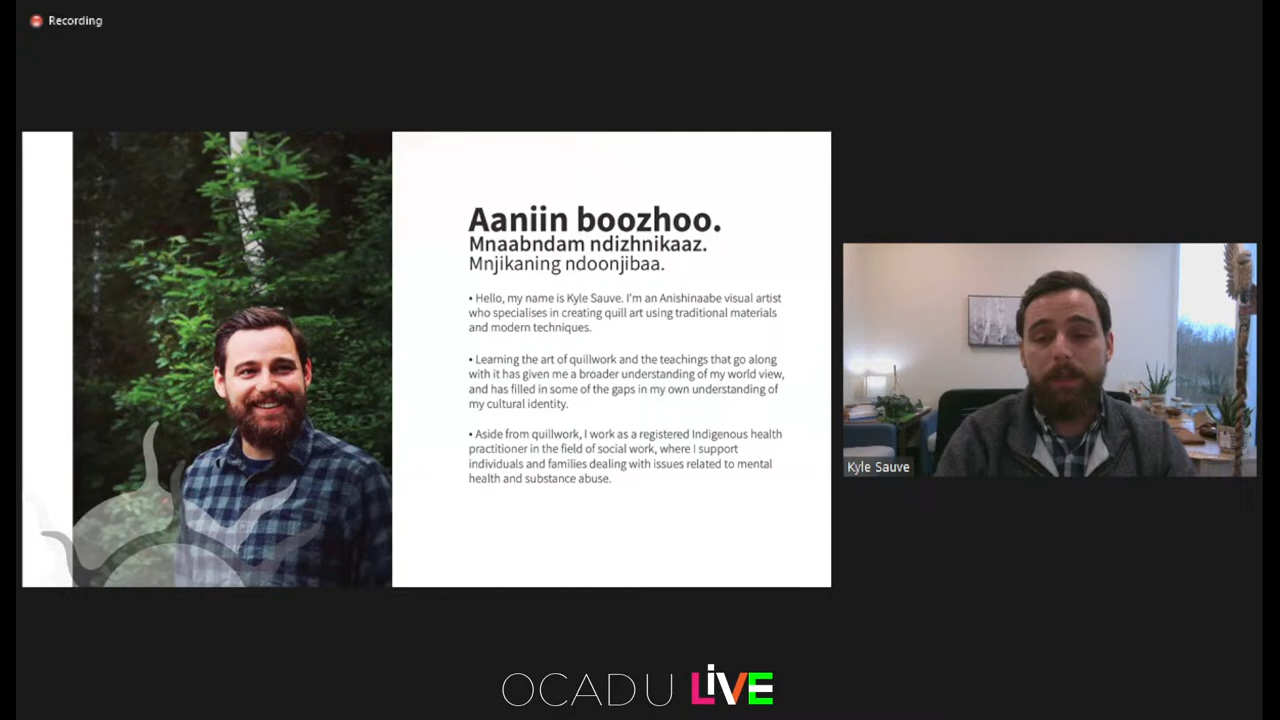 Recording
Aaniin boozhoo.
Mnaabndam ndizhnikaaz.
Mnjikaning ndoonjibaa.
• Hello, my name is Kyle Sauve. I'm an Anishinaabe visual artist
who specialises in creating quill art using traditional materials
and modern techniques.
• Learning the art of quillwork and the teachings that go along
with it has given me a broader understanding of my world view,
and has filled in some of the gaps in my own understanding of
my cultural identity.
• Aside from quillwork, I work as a registered Indigenous health
practitioner in the field of social work, where I support
individuals and families dealing with issues related to mental
health and substance abuse.
Kyle Sauve
OCADU LiVE